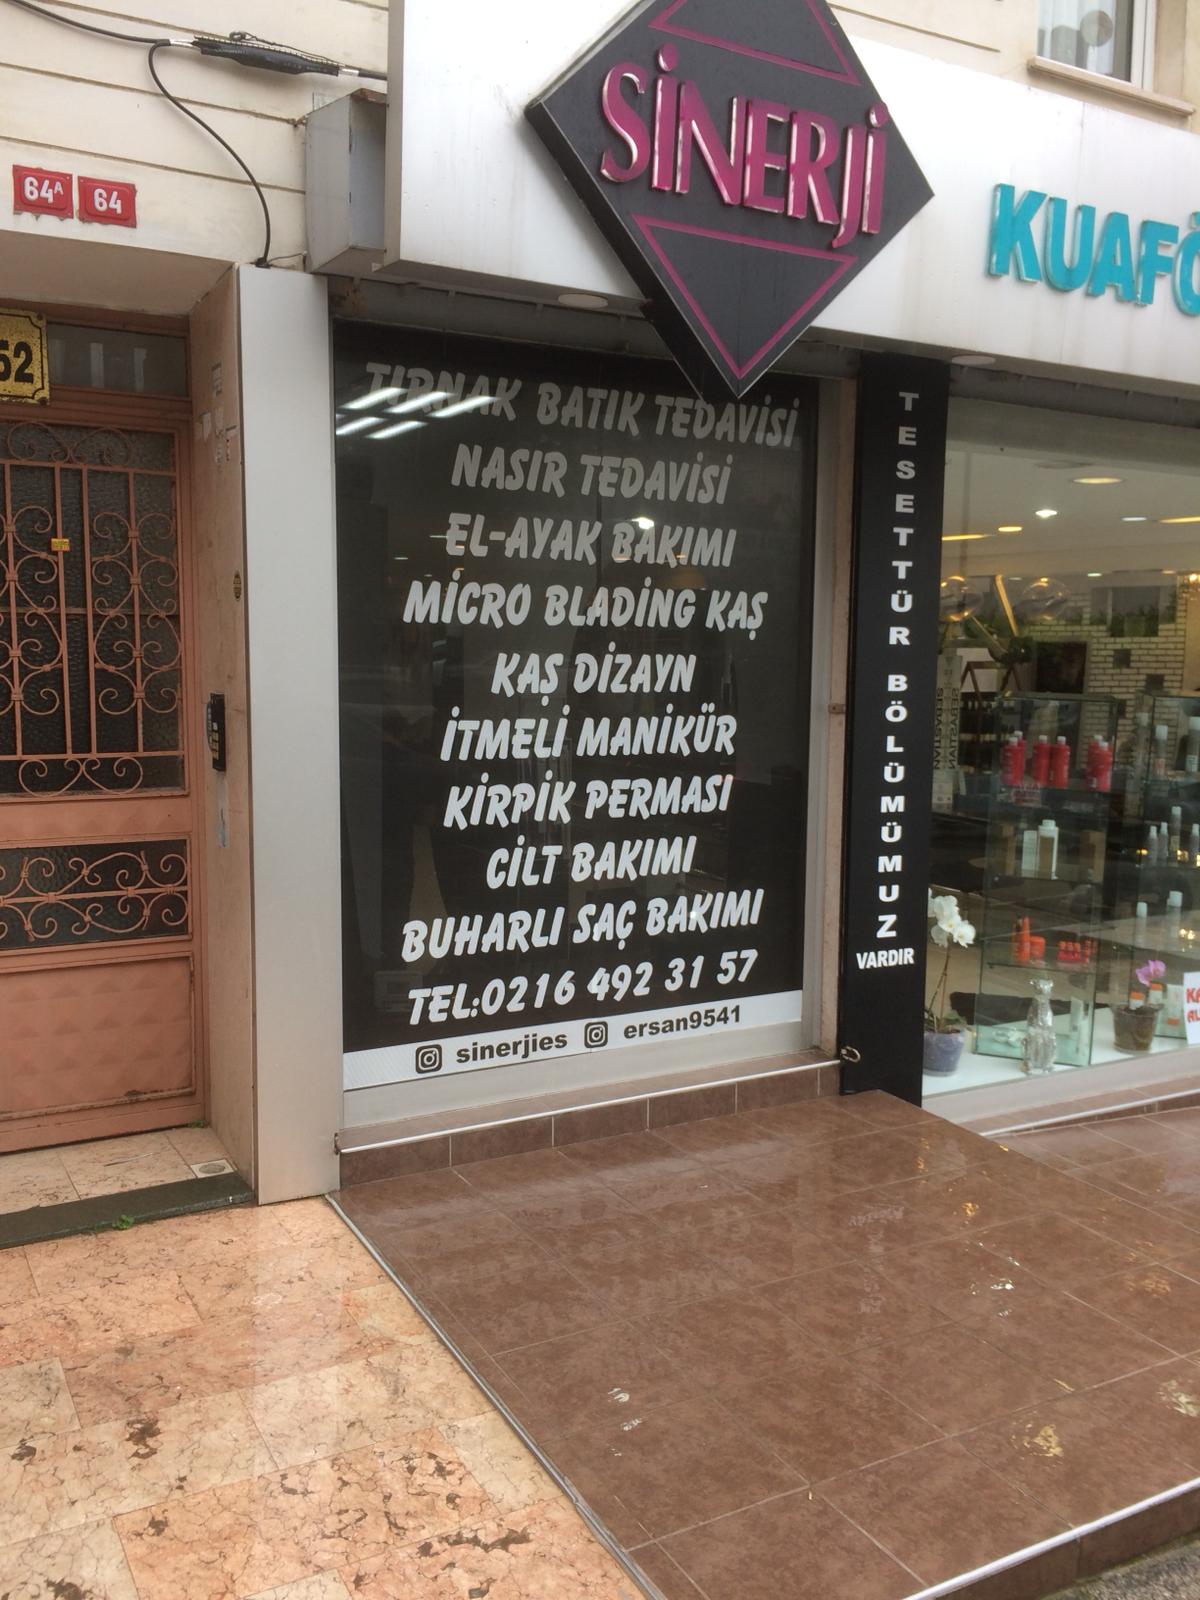 SİNERJİ
KUAFÖ
64A
64
52
TIRNAK BATIK TEDAVİSİ
NASIR TEDAVİSİ
EL-AYAK BAKIMI
MİCRO BLADİNG KAŞ
KAŞ DİZAYN
İTMELİ MANİKÜR
KİRPİK PERMASI
CİLT BAKIMI
BUHARLI SAÇ BAKIMI
TEL:0216 492 31 57
sinerjies ersan9541
TESETTÜR BÖLÜMÜMUZ
VARDIR
SEBASTIAN